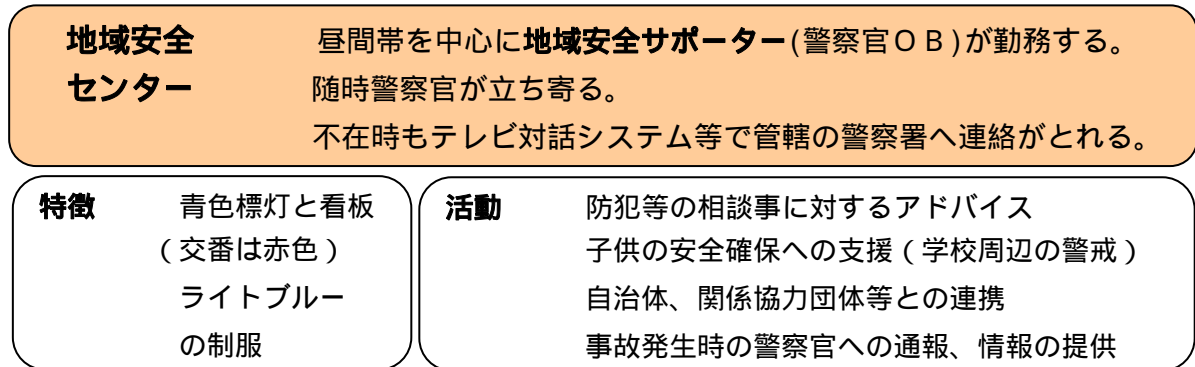 地域安全 昼間帯を中心に地域安全サポーター(警察官ＯＢ)が勤務する。
センター 随時警察官が立ち寄る。
不在時もテレビ対話システム等で管轄の警察署へ連絡がとれる。
特徴 青色標灯と看板
(交番は赤色)
ライトブルー
の制服
活動 防犯等の相談事に対するアドバイス
子供の安全確保への支援(学校周辺の警戒)
自治体、関係協力団体等との連携
事故発生時の警察官への通報、情報の提供